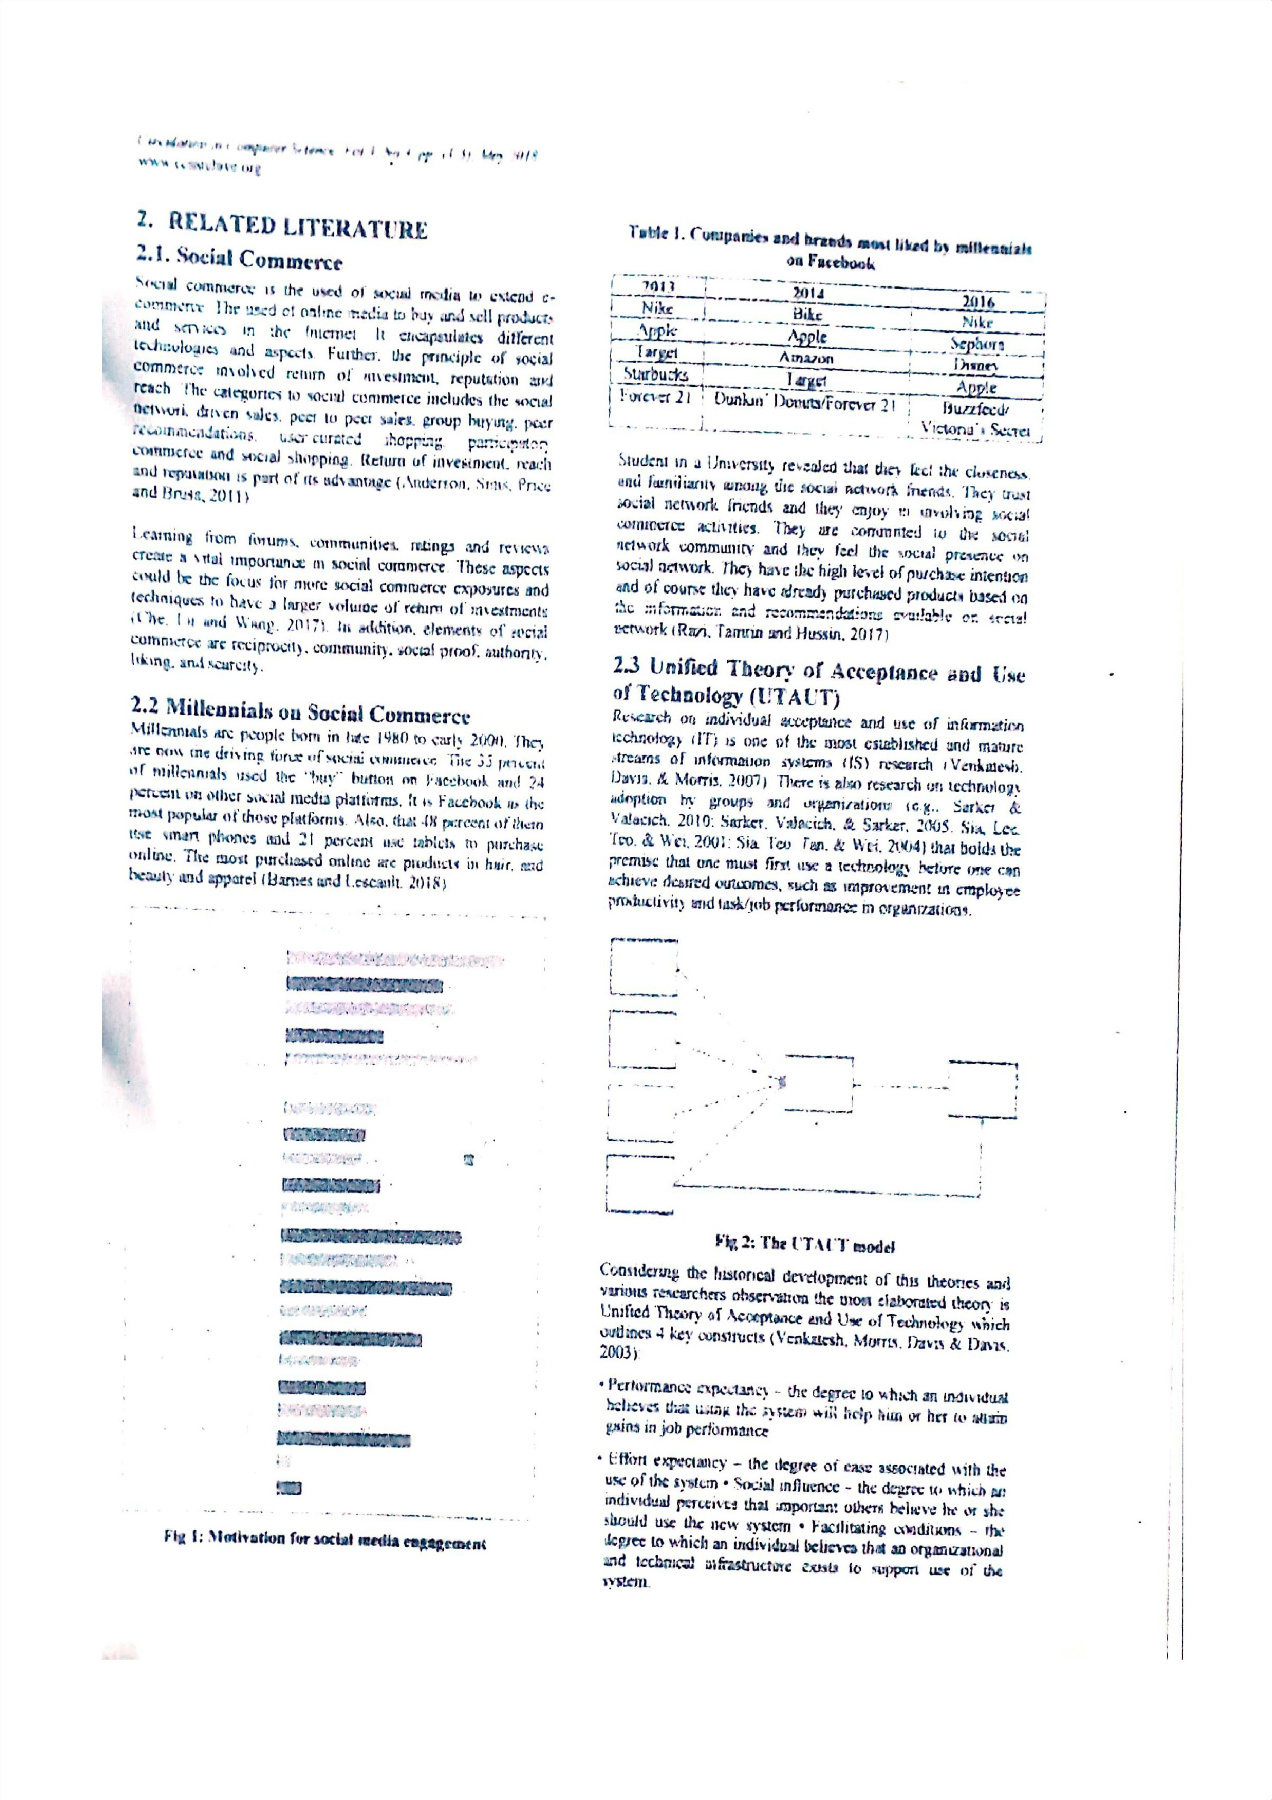 Circulation in Computer Science
www.ccsarchive.org
2. RELATED LITERATURE
2.1. Social Commerce
Social commerce is the used of social media to extend e-
commerce. The used of online media to buy and sell products
and services in the Internet. It encapsulates different
technologies and aspects. Further, the principle of social
commerce involved return of investment, reputation and
reach. The categories to social commerce includes the social
network driven sales, peer to peer sales, group buying, peer
recommendations, user-curated shopping, participatory
commerce and social shopping. Return of investment, reach
and reputation is part of its advantage (Anderson, Sims, Price
and Brusa, 2011)
Learning from forums, communities, ratings and reviews
create a vital importance in social commerce. These aspects
could be the focus for more social commerce exposures and
techniques to have a larger volume of return of investments
(Che, Lu and Wang, 2017). In addition, elements of social
commerce are reciprocity, community, social proof, authority,
liking, and scarcity.
2.2 Millennials on Social Commerce
Millennials are people born in late 1980 to early 2000. They
are now the driving force of social commerce. The 33 percent
of millennials used the "buy" button on Facebook and 24
percent on other social media platforms. It is Facebook as the
most popular of those platforms. Also, that 48 percent of them
use smart phones and 21 percent use tablets to purchase
online. The most purchased online are products in hair, and
beauty and apparel (Barnes and Lescault, 2018)
Fig 1: Motivation for social media engagement
Table 1. Companies and brands most liked by millennials
on Facebook
2013 2014 2016
Nike Bike Nike
Apple Apple Sephora
Target Amazon Disney
Starbucks Target Apple
Forever 21 Dunkin' Donuts/Forever 21 Buzzfeed/
Victoria's Secret
Student in a University revealed that they feel the closeness
and familiarity among the social network friends. They trust
social network friends and they enjoy in involving social
commerce activities. They are committed to the social
network community and they feel the social presence on
social network. They have the high level of purchase intention
and of course they have already purchased products based on
the information and recommendations available on social
network (Razi, Tamrin and Hussin, 2017)
2.3 Unified Theory of Acceptance and Use
of Technology (UTAUT)
Research on individual acceptance and use of information
technology (IT) is one of the most established and mature
streams of information systems (IS) research (Venkatesh,
Davis, & Morris, 2007) There is also research on technology
adoption by groups and organizations (e.g., Sarker &
Valacich, 2010; Sarker, Valacich, & Sarker, 2005; Sia, Lee,
Teo, & Wei, 2001; Sia, Teo, Tan, & Wei, 2004) that holds the
premise that one must first use a technology before one can
achieve desired outcomes, such as improvement in employee
productivity and task/job performance in organizations.
Fig 2: The UTAUT model
Considering the historical development of this theories and
various researchers observation the most elaborated theory is
Unified Theory of Acceptance and Use of Technology which
outlines 4 key constructs (Venkatesh, Morris, Davis & Davis,
2003)
• Performance expectancy – the degree to which an individual
believes that using the system will help him or her to attain
gains in job performance
• Effort expectancy – the degree of ease associated with the
use of the system • Social influence – the degree to which an
individual perceives that important others believe he or she
should use the new system • Facilitating conditions – the
degree to which an individual believes that an organizational
and technical infrastructure exists to support use of the
system.